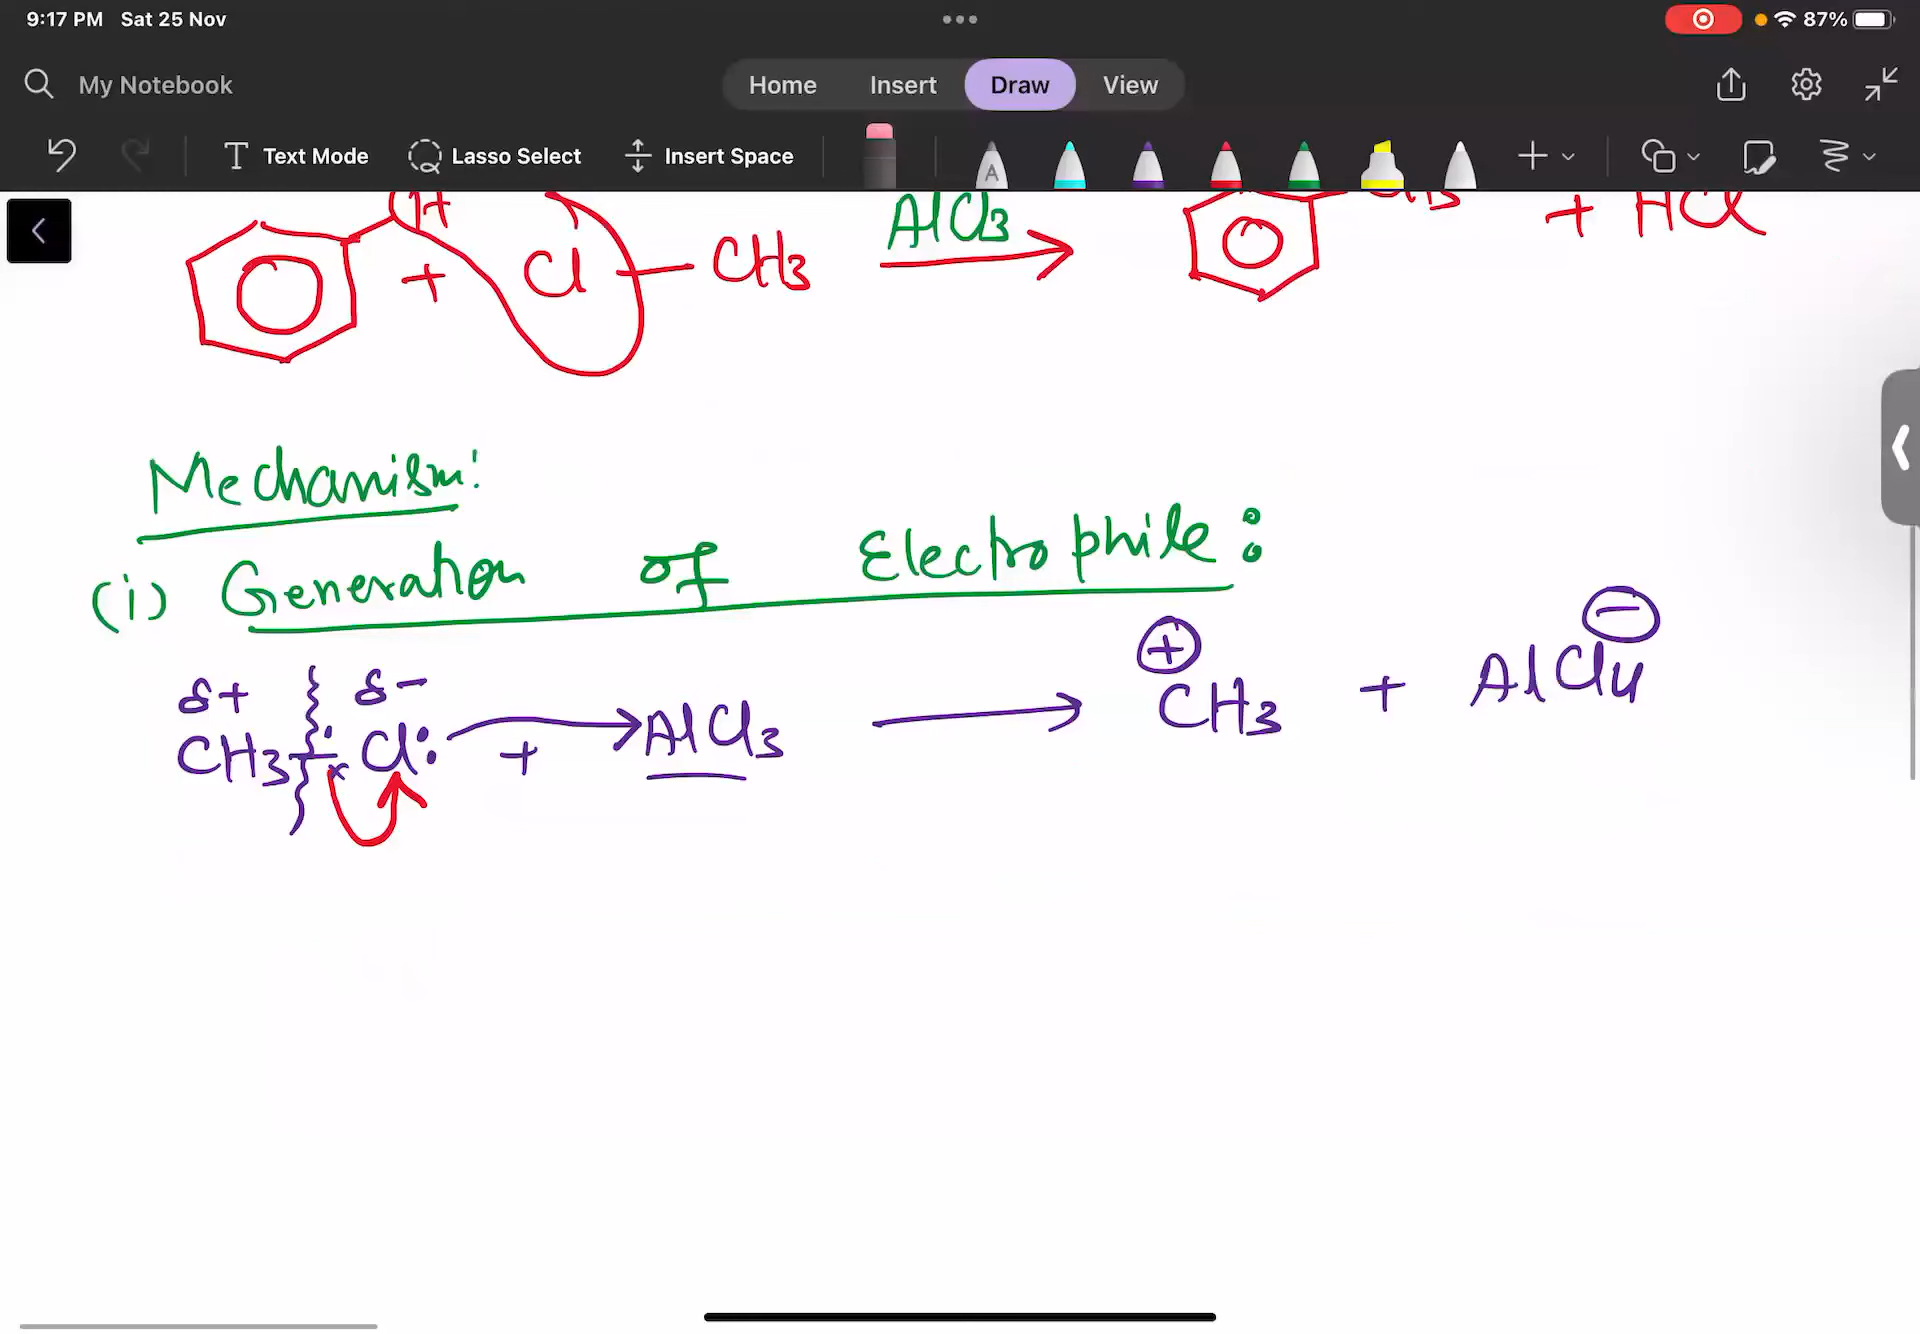 9:17 PM Sat 25 Nov
87%
My Notebook
Home Insert Draw View
Text Mode Lasso Select Insert Space
A
H + Cl — CH3 AlCl3 → CH3 + HCl
Mechanism:
(i) Generation of Electrophile:
δ+ δ− ⊕ ⊖
CH3 — Cl: + AlCl3 → CH3 + AlCl4